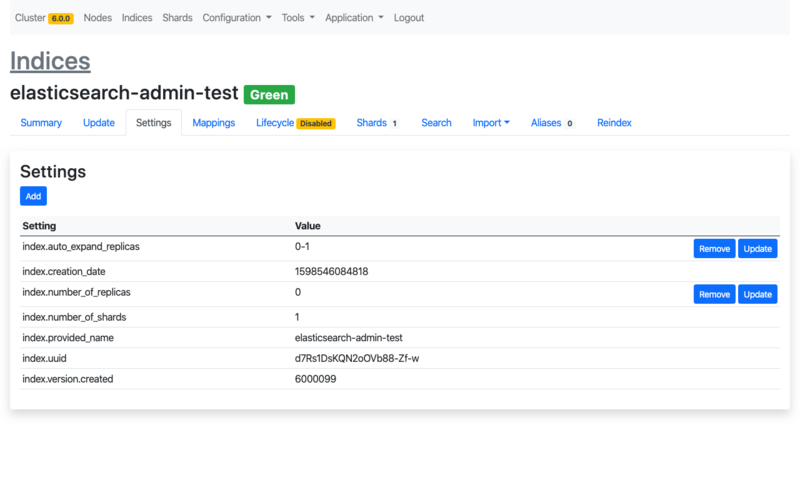 Cluster 6.0.0 Nodes Indices Shards Configuration Tools Application Logout
Indices
elasticsearch-admin-test Green
Summary Update Settings Mappings Lifecycle Disabled Shards 1 Search Import Aliases 0 Reindex
Settings
Add
Setting Value
index.auto_expand_replicas 0-1 Remove Update
index.creation_date 1598546084818
index.number_of_replicas 0 Remove Update
index.number_of_shards 1
index.provided_name elasticsearch-admin-test
index.uuid d7Rs1DsKQN2oOVb88-Zf-w
index.version.created 6000099